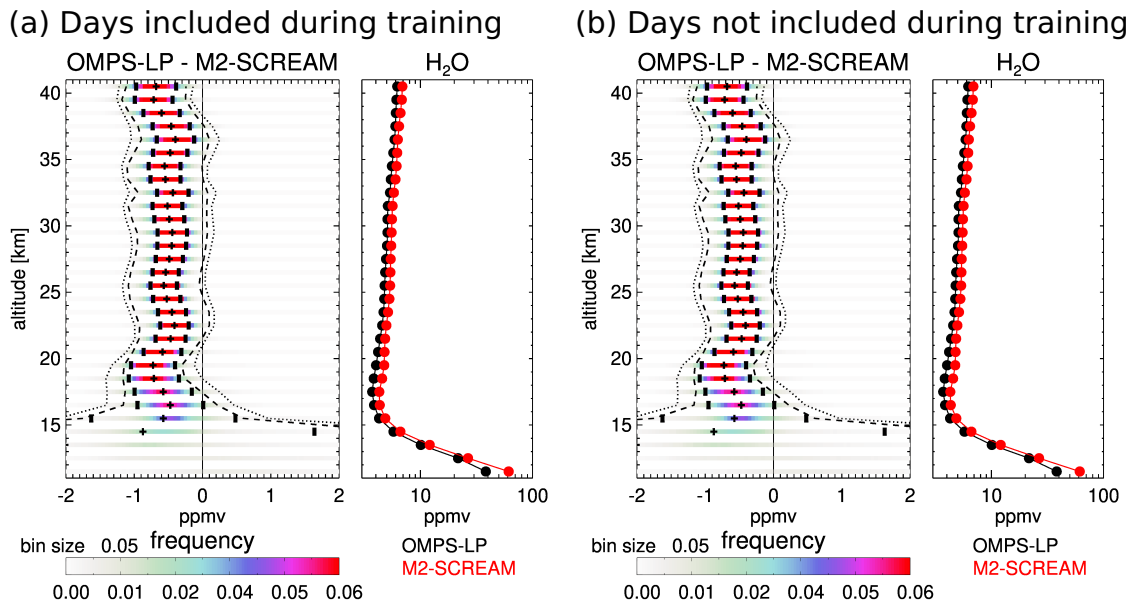 (a) Days included during training
(b) Days not included during training
OMPS-LP - M2-SCREAM
H2O
OMPS-LP - M2-SCREAM
H2O
altitude [km]
40
35
30
25
20
15
-2 -1 0 1 2
ppmv
10 100
ppmv
altitude [km]
40
35
30
25
20
15
-2 -1 0 1 2
ppmv
10 100
ppmv
bin size 0.05 frequency
0.00 0.01 0.02 0.04 0.05 0.06
OMPS-LP
M2-SCREAM
bin size 0.05 frequency
0.00 0.01 0.02 0.04 0.05 0.06
OMPS-LP
M2-SCREAM